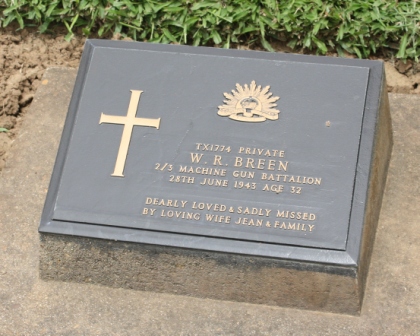 TX1774 PRIVATE
W. R. BREEN
2/3 MACHINE GUN BATTALION
28TH JUNE 1943 AGE 32
DEARLY LOVED & SADLY MISSED
BY LOVING WIFE JEAN & FAMILY